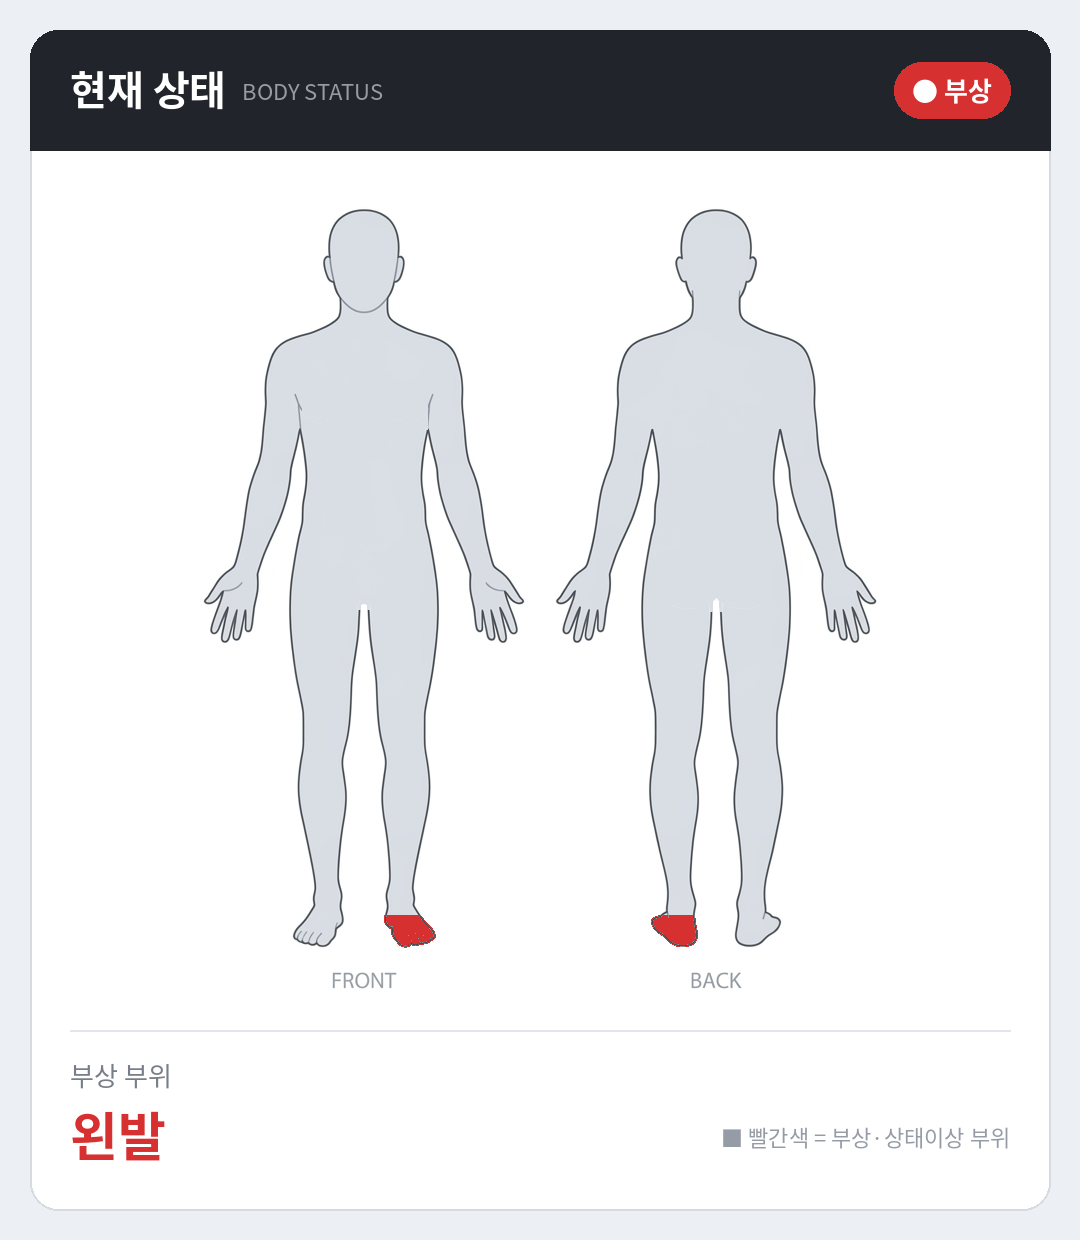 현재 상태 BODY STATUS
부상
FRONT
BACK
부상 부위
왼발
빨간색 = 부상 · 상태이상 부위